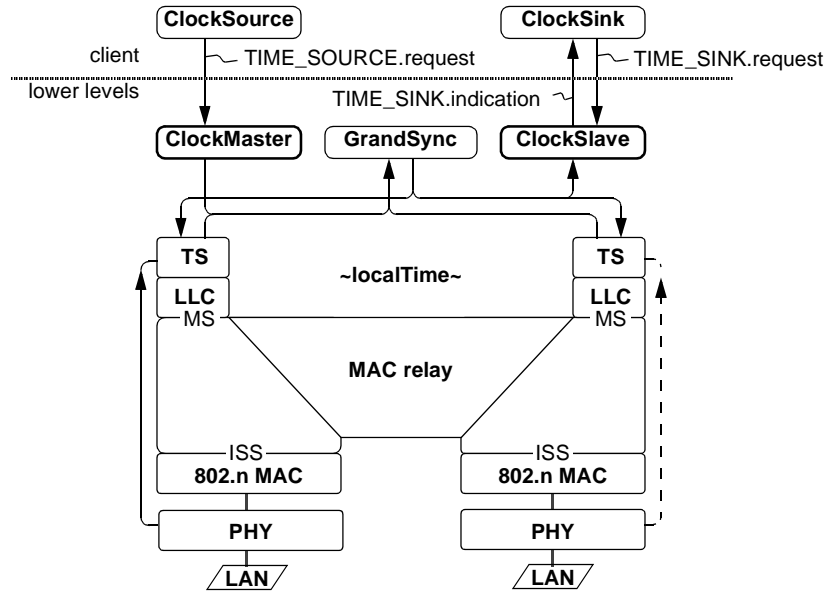 ClockSource
ClockSink
client
TIME_SOURCE.request
TIME_SINK.request
lower levels
TIME_SINK.indication
ClockMaster
GrandSync
ClockSlave
TS
TS
~localTime~
LLC
LLC
MS
MS
MAC relay
ISS
ISS
802.n MAC
802.n MAC
PHY
PHY
LAN
LAN